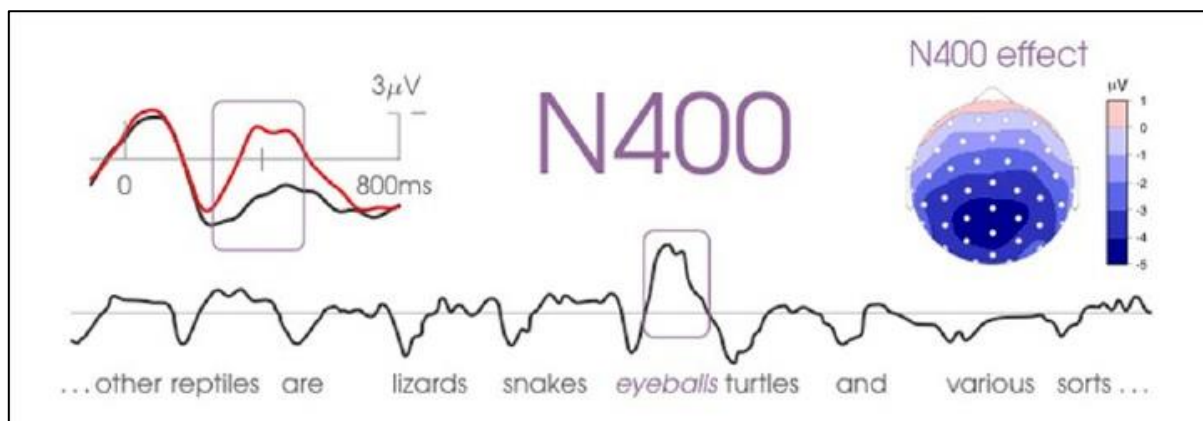 N400 effect
3μV
N400
μV
1
0
-1
-2
-3
-4
-5
0
800ms
...other reptiles are lizards snakes eyeballs turtles and various sorts...